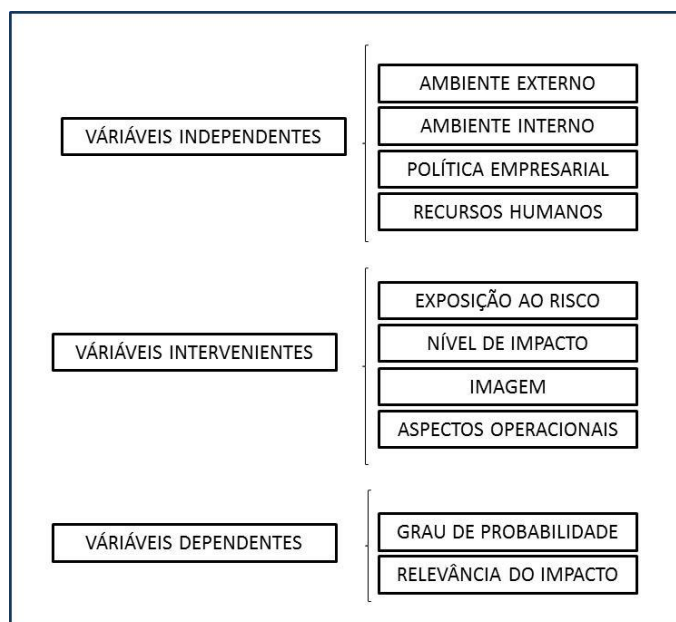 VÁRIÁVEIS INDEPENDENTES
AMBIENTE EXTERNO
AMBIENTE INTERNO
POLÍTICA EMPRESARIAL
RECURSOS HUMANOS
VÁRIÁVEIS INTERVENIENTES
EXPOSIÇÃO AO RISCO
NÍVEL DE IMPACTO
IMAGEM
ASPECTOS OPERACIONAIS
VÁRIÁVEIS DEPENDENTES
GRAU DE PROBABILIDADE
RELEVÂNCIA DO IMPACTO